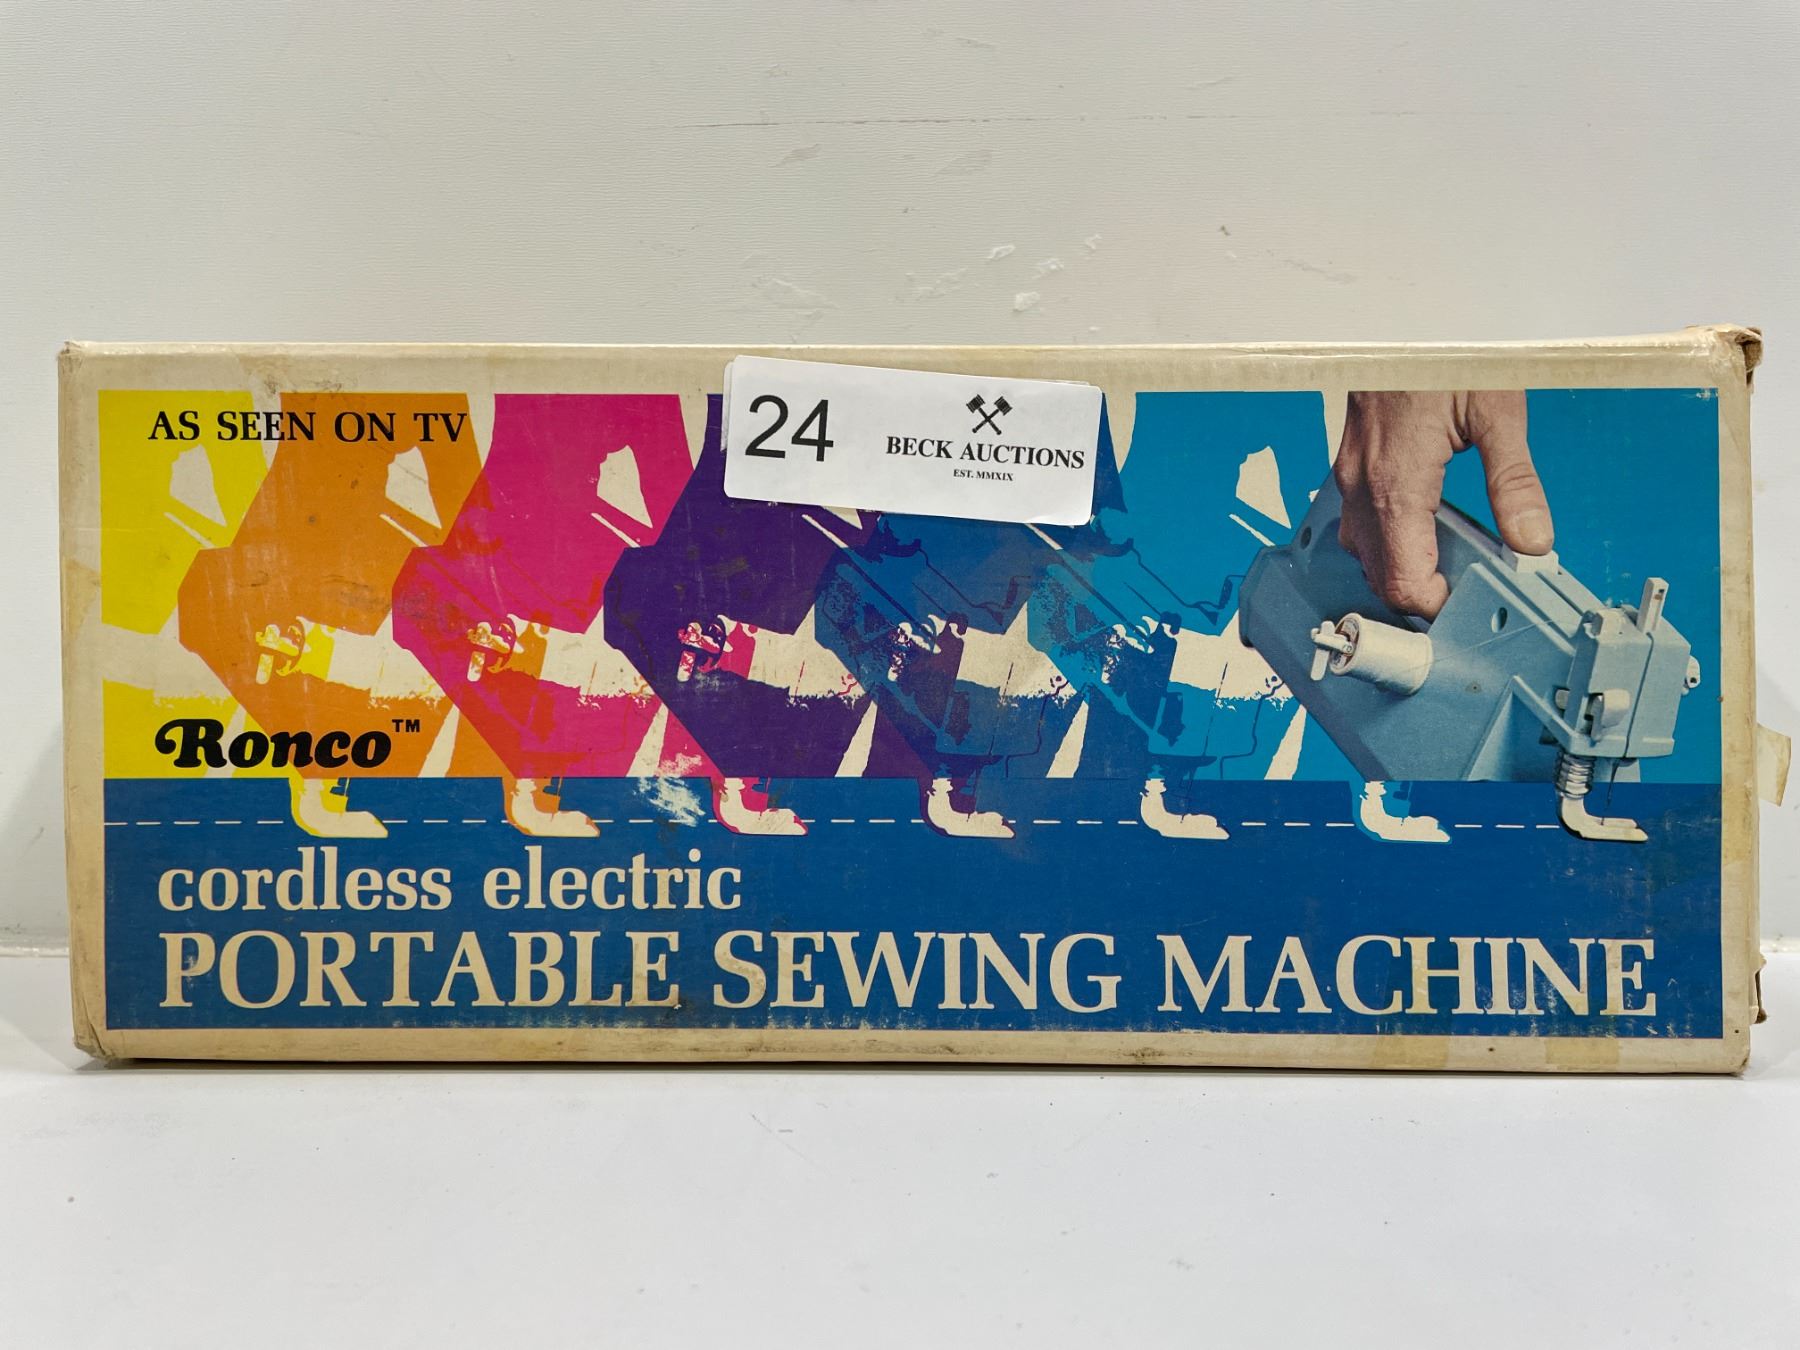 AS SEEN ON TV
24
BECK AUCTIONS
EST. MMXIX
Ronco™
cordless electric
PORTABLE SEWING MACHINE